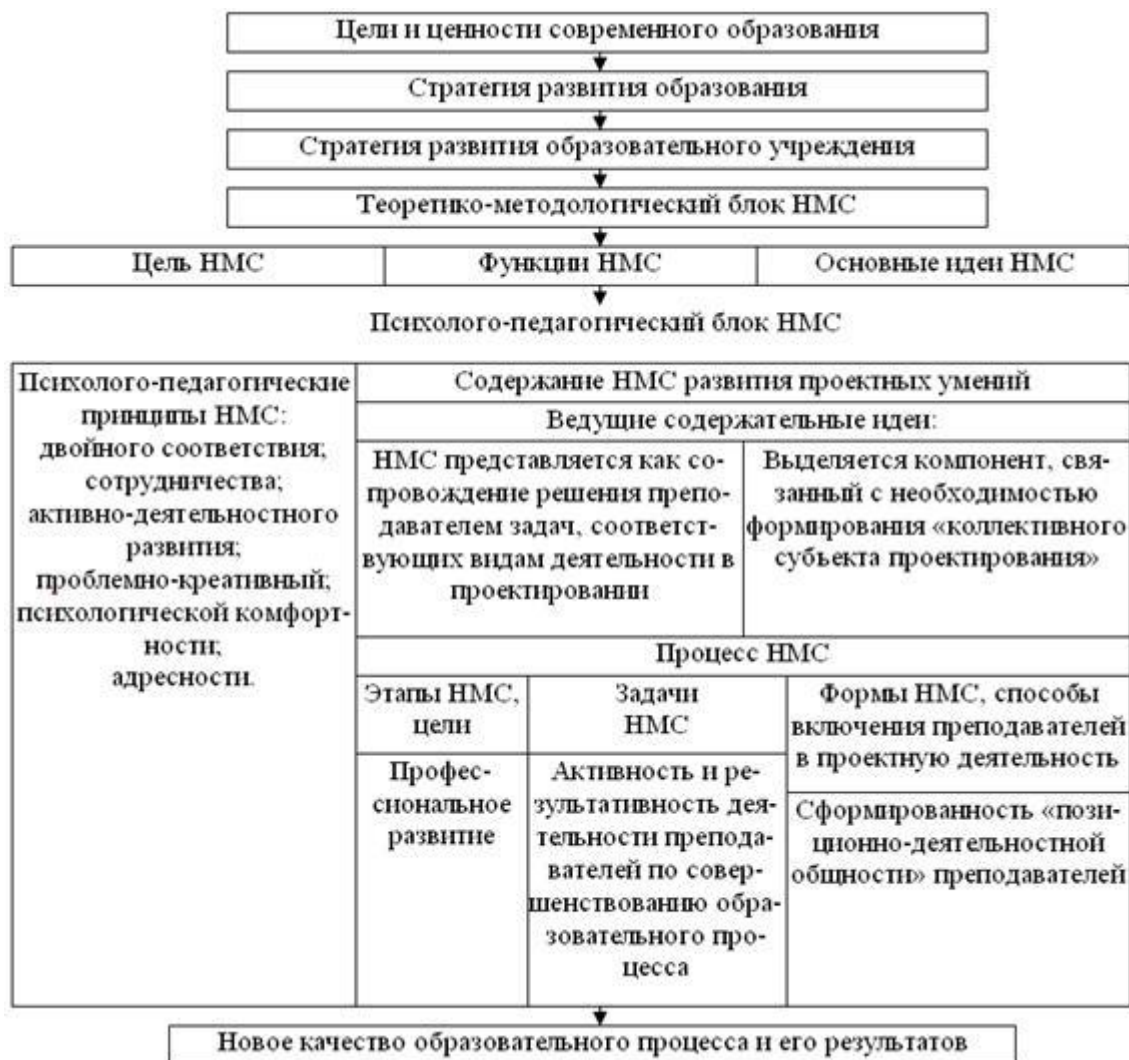 Цели и ценности современного образования
Стратегия развития образования
Стратегия развития образовательного учреждения
Теоретико-методологический блок НМС
Цель НМС
Функции НМС
Основные идеи НМС
Психолого-педагогический блок НМС
Психолого-педагогические
принципы НМС:
двойного соответствия;
сотрудничества;
активно-деятельностного
развития;
проблемно-креативный;
психологической комфорт-
ности;
адресности.
Содержание НМС развития проектных умений
Ведущие содержательные идеи:
НМС представляется как со-
провождение решения препо-
давателем задач, соответст-
вующих видам деятельности в
проектировании
Выделяется компонент, свя-
занный с необходимостью
формирования «коллективного
субъекта проектирования»
Процесс НМС
Этапы НМС,
цели
Задачи
НМС
Формы НМС, способы
включения преподавателей
в проектную деятельность
Профес-
сиональное
развитие
Активность и ре-
зультативность дея-
тельности препода-
вателей по совер-
шенствованию обра-
зовательного про-
цесса
Сформированность «пози-
ционно-деятельностной
общности» преподавателей
Новое качество образовательного процесса и его результатов